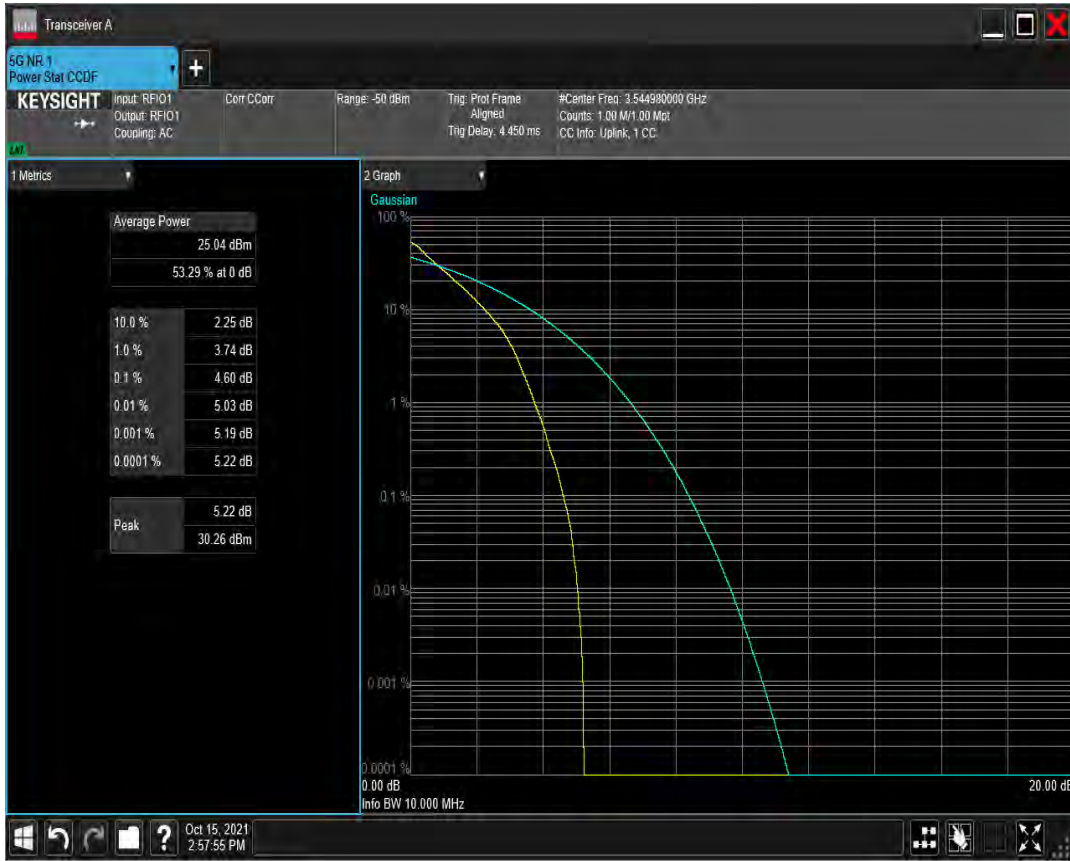 Transceiver A
5G NR 1
Power Stat CCDF
+
KEYSIGHT
Input: RFIO1
Output: RFIO1
Coupling: AC
Corr CCorr
Range: -50 dBm
Trig: Prot Frame
Aligned
Trig Delay: 4.450 ms
#Center Freq: 3.544980000 GHz
Counts: 1.00 M/1.00 Mpt
CC Info: Uplink, 1 CC
1 Metrics
Average Power
25.04 dBm
53.29 % at 0 dB
10.0 % 2.25 dB
1.0 % 3.74 dB
0.1 % 4.60 dB
0.01 % 5.03 dB
0.001 % 5.19 dB
0.0001 % 5.22 dB
Peak
5.22 dB
30.26 dBm
2 Graph
Gaussian
100 %
10 %
1 %
0.1 %
0.01 %
0.001 %
0.0001 %
0.00 dB
20.00 dB
Info BW 10.000 MHz
?
Oct 15, 2021
2:57:55 PM